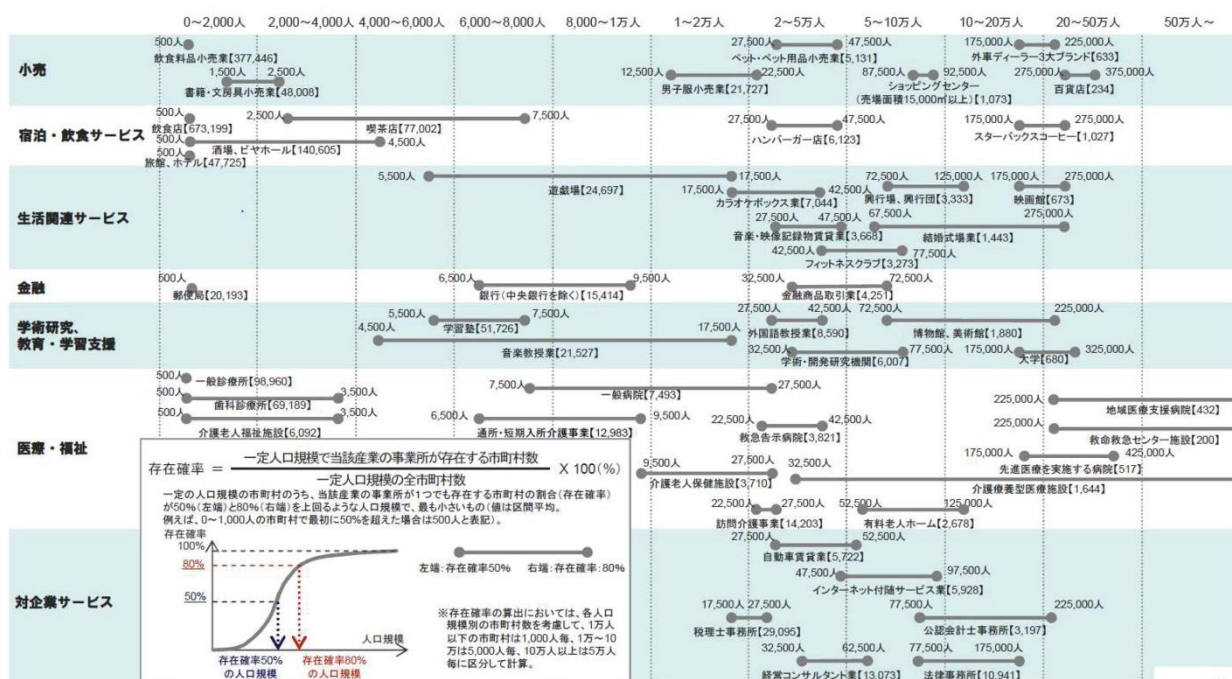 0~2,000人 2,000~4,000人 4,000~6,000人 6,000~8,000人 8,000~1万人 1~2万人 2~5万人 5~10万人 10~20万人 20~50万人 50万人~
小売
500人
飲食料品小売業【377,446】
1,500人 2,500人
書籍・文房具小売業【48,008】
12,500人 22,500人
男子服小売業【21,727】
27,500人 47,500人
ペット・ペット用品小売業【5,131】
87,500人 92,500人
ショッピングセンター
(売場面積15,000㎡以上)【1,073】
175,000人 225,000人
外車ディーラー3大ブランド【633】
275,000人 375,000人
百貨店【234】
宿泊・飲食サービス
500人
飲食店【673,199】
2,500人 7,500人
喫茶店【77,002】
500人 4,500人
酒場、ビヤホール【140,605】
500人
旅館、ホテル【47,725】
27,500人 47,500人
ハンバーガー店【6,123】
175,000人 275,000人
スターバックスコーヒー【1,027】
生活関連サービス
5,500人 17,500人
遊戯場【24,697】
17,500人 42,500人
カラオケボックス業【7,044】
72,500人 125,000人
興行場、興行団【3,333】
175,000人 275,000人
映画館【673】
27,500人 47,500人
音楽・映像記録物賃貸業【3,668】
67,500人 275,000人
結婚式場業【1,443】
42,500人 77,500人
フィットネスクラブ【3,273】
金融
500人
郵便局【20,193】
6,500人 9,500人
銀行(中央銀行を除く)【15,414】
32,500人 72,500人
金融商品取引業【4,251】
学術研究、
教育・学習支援
5,500人 7,500人
学習塾【51,726】
4,500人 17,500人
音楽教授業【21,527】
27,500人 42,500人
外国語教授業【8,590】
72,500人 225,000人
博物館、美術館【1,880】
32,500人 77,500人
学術・開発研究機関【6,007】
175,000人 325,000人
大学【680】
医療・福祉
500人
一般診療所【98,960】
500人 3,500人
歯科診療所【69,189】
500人 3,500人
介護老人福祉施設【6,092】
7,500人 27,500人
一般病院【7,493】
6,500人 9,500人
通所・短期入所介護事業【12,983】
22,500人 42,500人
救急告示病院【3,821】
225,000人
地域医療支援病院【432】
225,000人
救命救急センター施設【200】
175,000人 425,000人
先進医療を実施する病院【517】
9,500人 27,500人
介護老人保健施設【3,710】
32,500人
介護療養型医療施設【1,644】
22,500人 27,500人
訪問介護事業【14,203】
52,500人 125,000人
有料老人ホーム【2,678】
対企業サービス
27,500人 52,500人
自動車賃貸業【5,722】
47,500人 97,500人
インターネット付随サービス業【5,928】
17,500人 27,500人
税理士事務所【29,095】
77,500人 225,000人
公認会計士事務所【3,197】
32,500人 62,500人
経営コンサルタント業【13,073】
77,500人 175,000人
法律事務所【10,941】
存在確率 = 一定人口規模で当該産業の事業所が存在する市町村数
一定人口規模の全市町村数
X 100(%)
一定の人口規模の市町村のうち、当該産業の事業所が1つでも存在する市町村の割合(存在確率)
が50%(左端)と80%(右端)を上回るような人口規模で、最も小さいもの(値は区間平均。
例えば、0~1,000人の市町村で最初に50%を超えた場合は500人と表記)。
存在確率
100%
80%
50%
人口規模
存在確率50%
の人口規模
存在確率80%
の人口規模
左端:存在確率50% 右端:存在確率:80%
※存在確率の算出においては、各人
口規模別の市町村数を考慮して、1万人
以下の市町村は1,000人毎、1万~10
万は5,000人毎、10万人以上は5万人
毎に区分して計算。